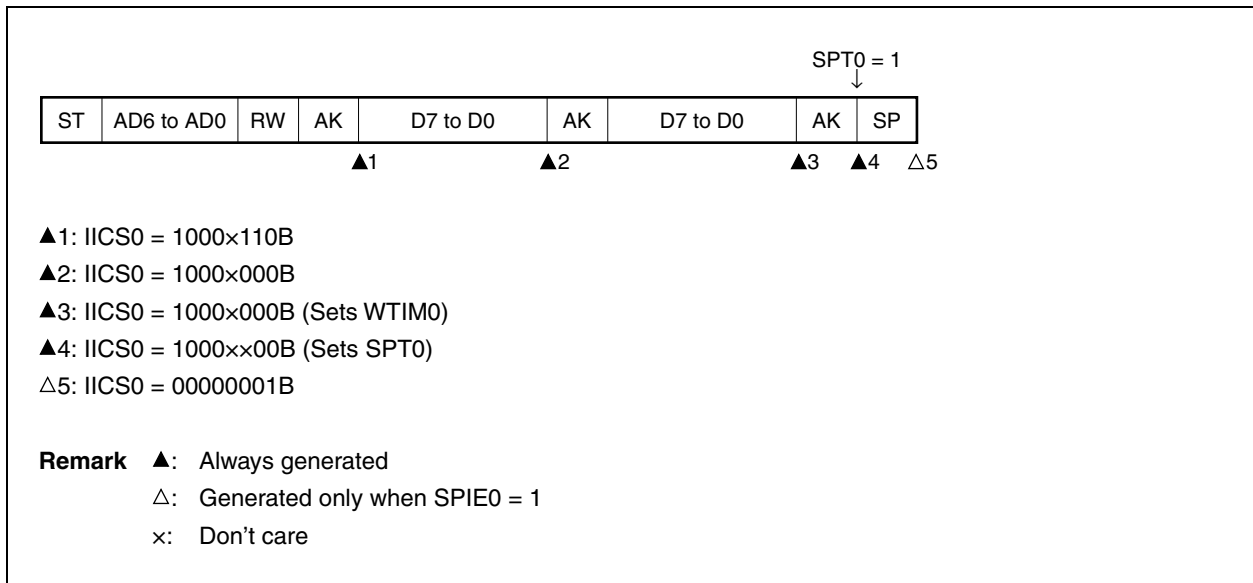 SPT0 = 1
↓
ST AD6 to AD0 RW AK D7 to D0 AK D7 to D0 AK SP
▲1 ▲2 ▲3 ▲4 △5
▲1: IICS0 = 1000×110B
▲2: IICS0 = 1000×000B
▲3: IICS0 = 1000×000B (Sets WTIM0)
▲4: IICS0 = 1000××00B (Sets SPT0)
△5: IICS0 = 00000001B
Remark ▲: Always generated
△: Generated only when SPIE0 = 1
×: Don't care